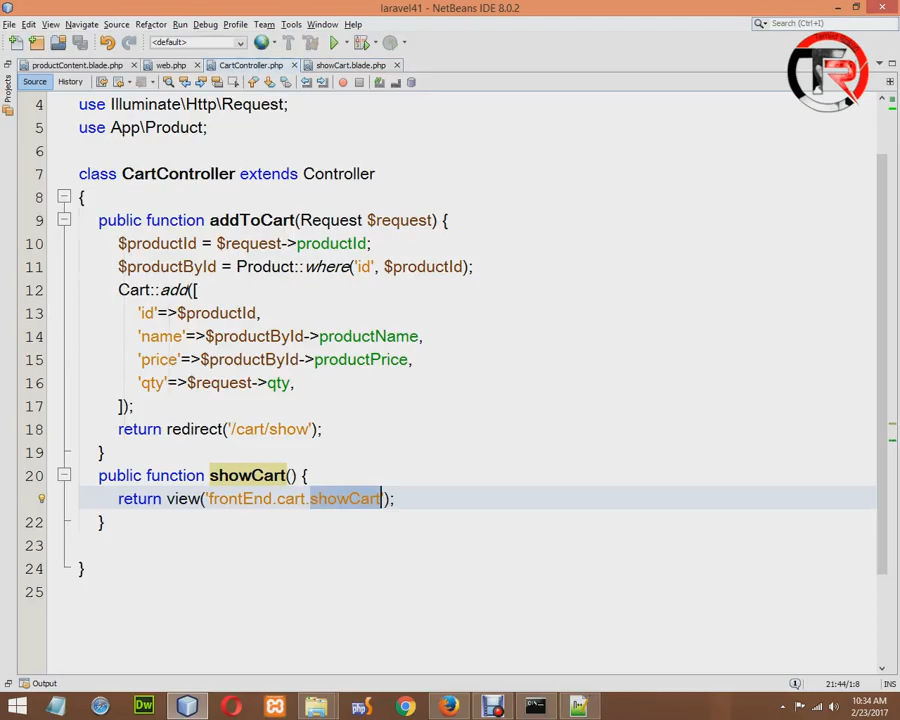 laravel41 - NetBeans IDE 8.0.2
File Edit View Navigate Source Refactor Run Debug Profile Team Tools Window Help
Search (Ctrl+I)
<default>
productContent.blade.php web.php CartController.php showCart.blade.php
Source History
Projects
4 use Illuminate\Http\Request;
5 use App\Product;
6
7 class CartController extends Controller
8 {
9 public function addToCart(Request $request) {
10 $productId = $request->productId;
11 $productById = Product::where('id', $productId);
12 Cart::add([
13 'id'=>$productId,
14 'name'=>$productById->productName,
15 'price'=>$productById->productPrice,
16 'qty'=>$request->qty,
17 ]);
18 return redirect('/cart/show');
19 }
20 public function showCart() {
return view('frontEnd.cart.showCart');
22 }
23
24 }
25
Output
21:44/1:8 INS
Dw
php
10:34 AM
2/23/2017